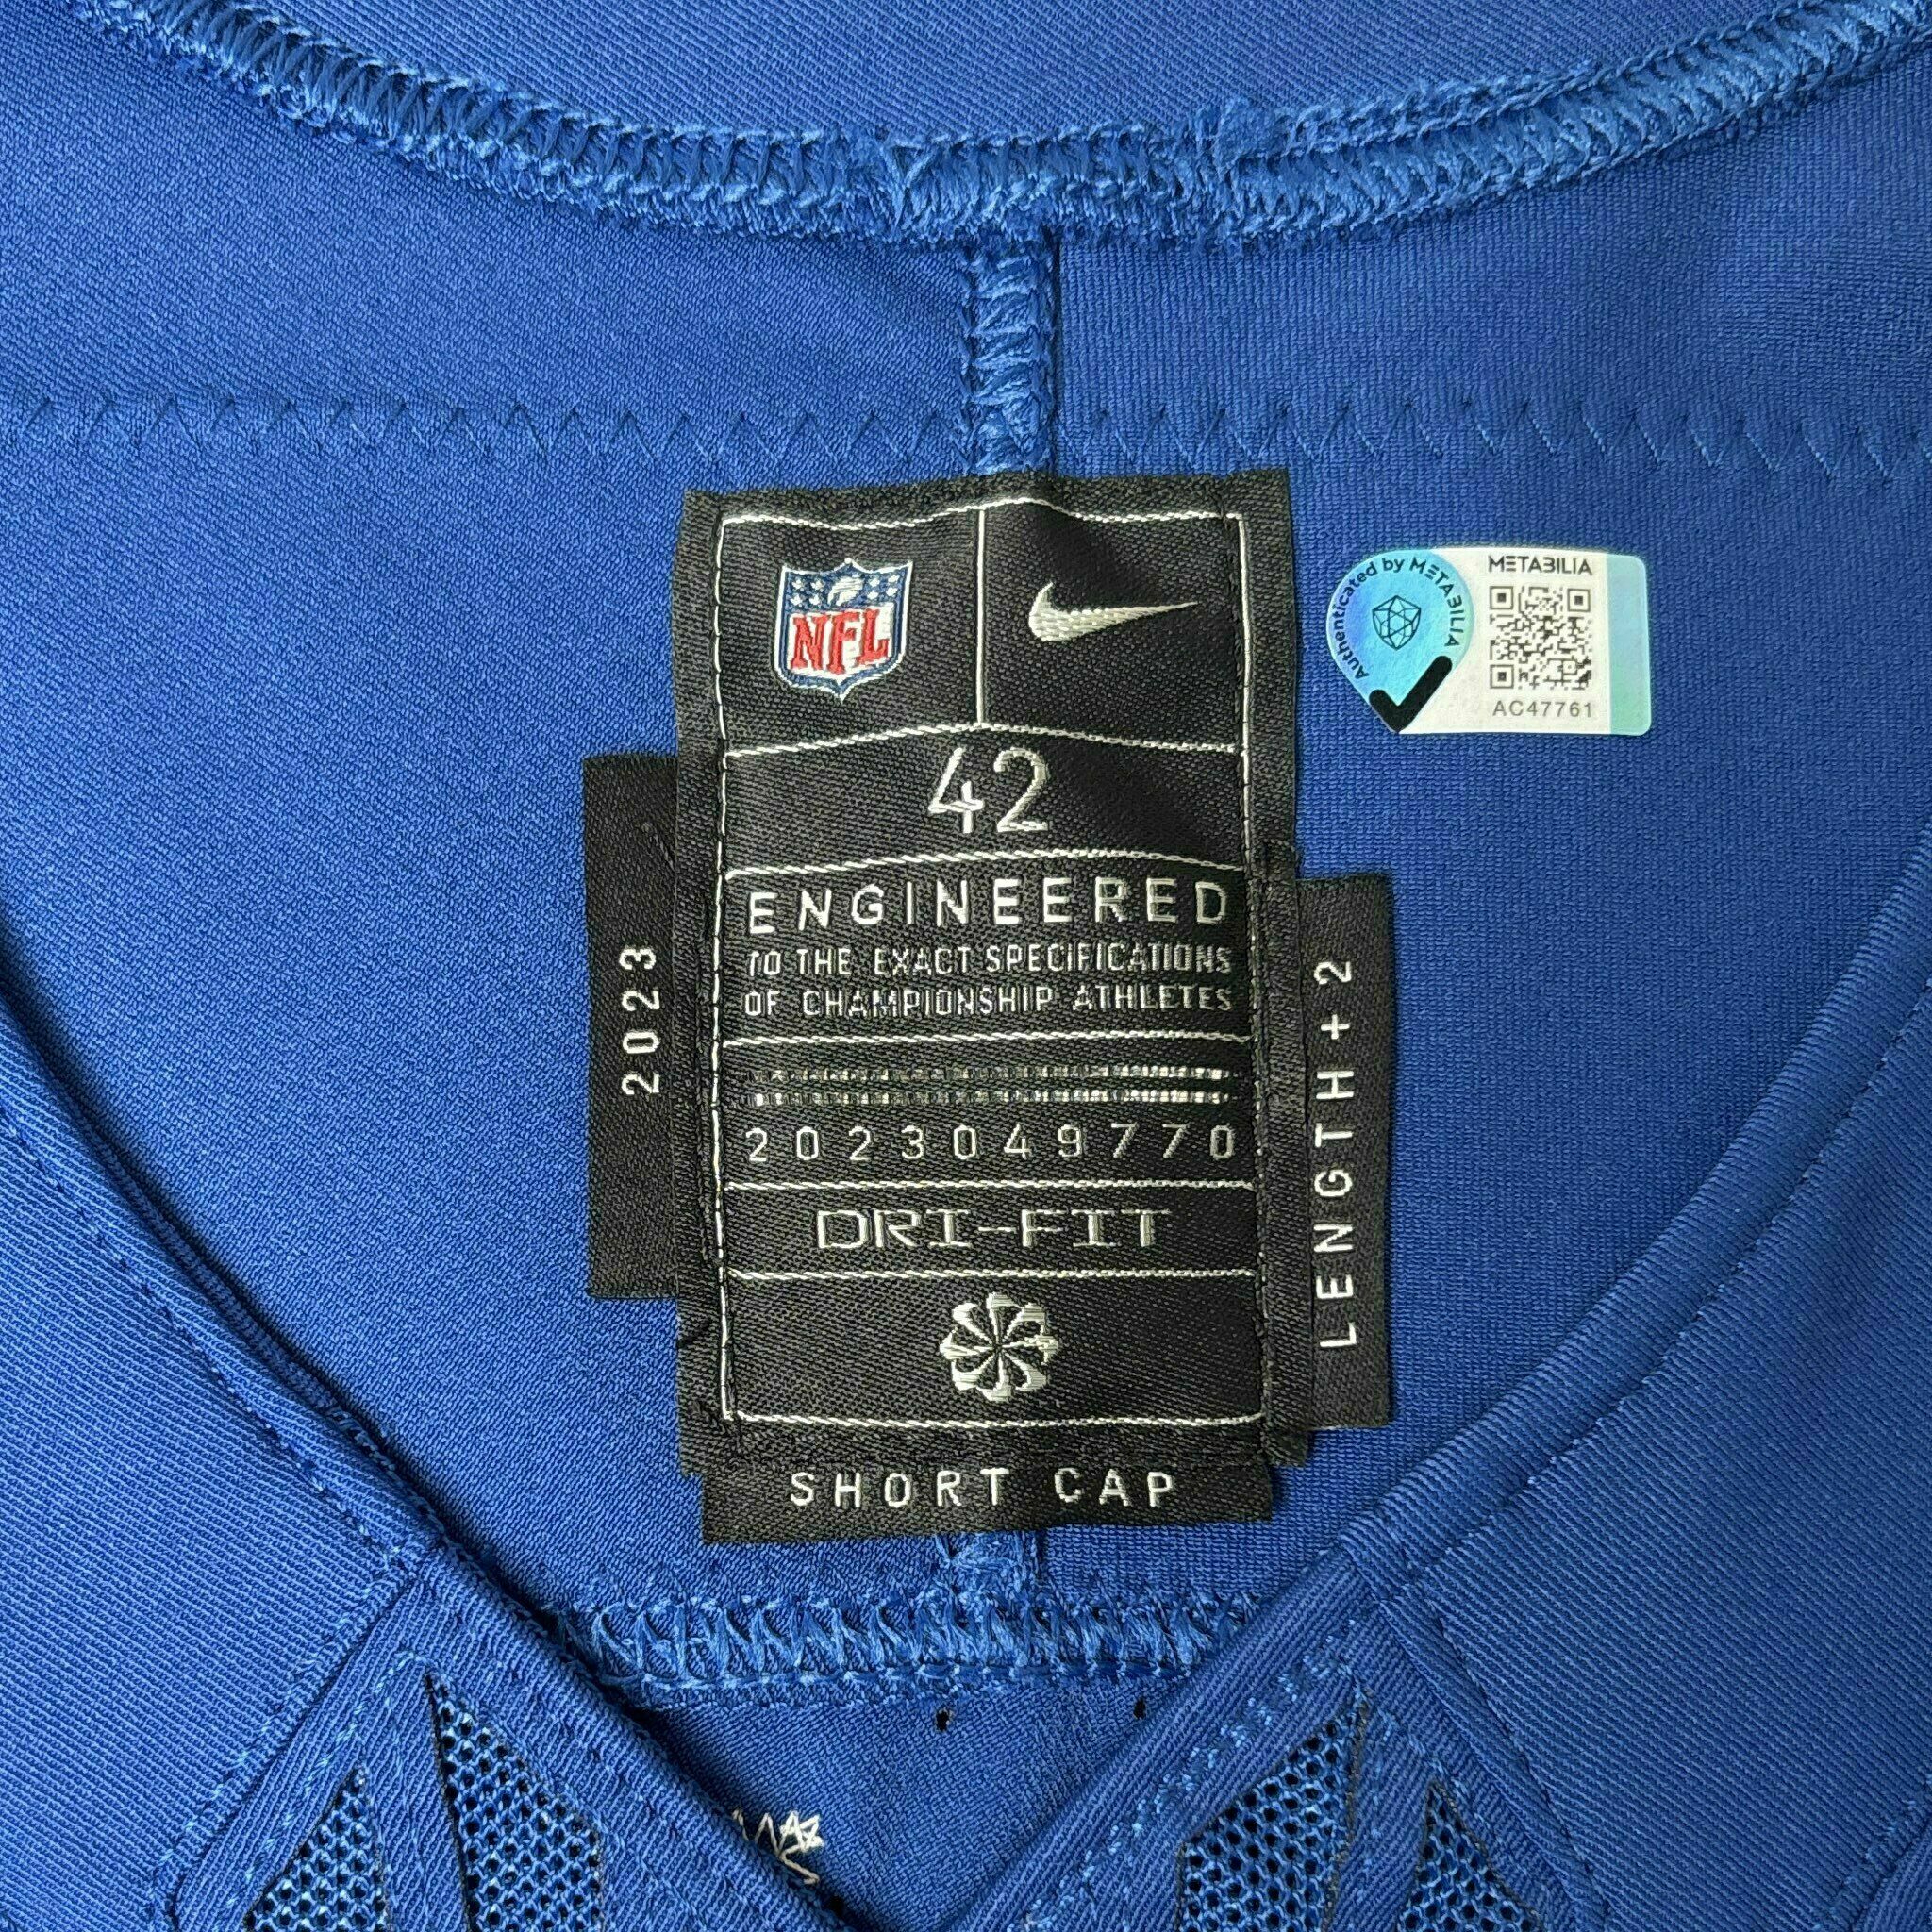 NFL
42
ENGINEERED
TO THE EXACT SPECIFICATIONS
OF CHAMPIONSHIP ATHLETES
2023049770
DRI-FIT
SHORT CAP
2023
LENGTH+2
Authenticated by METABILIA
METABILIA
AC47761